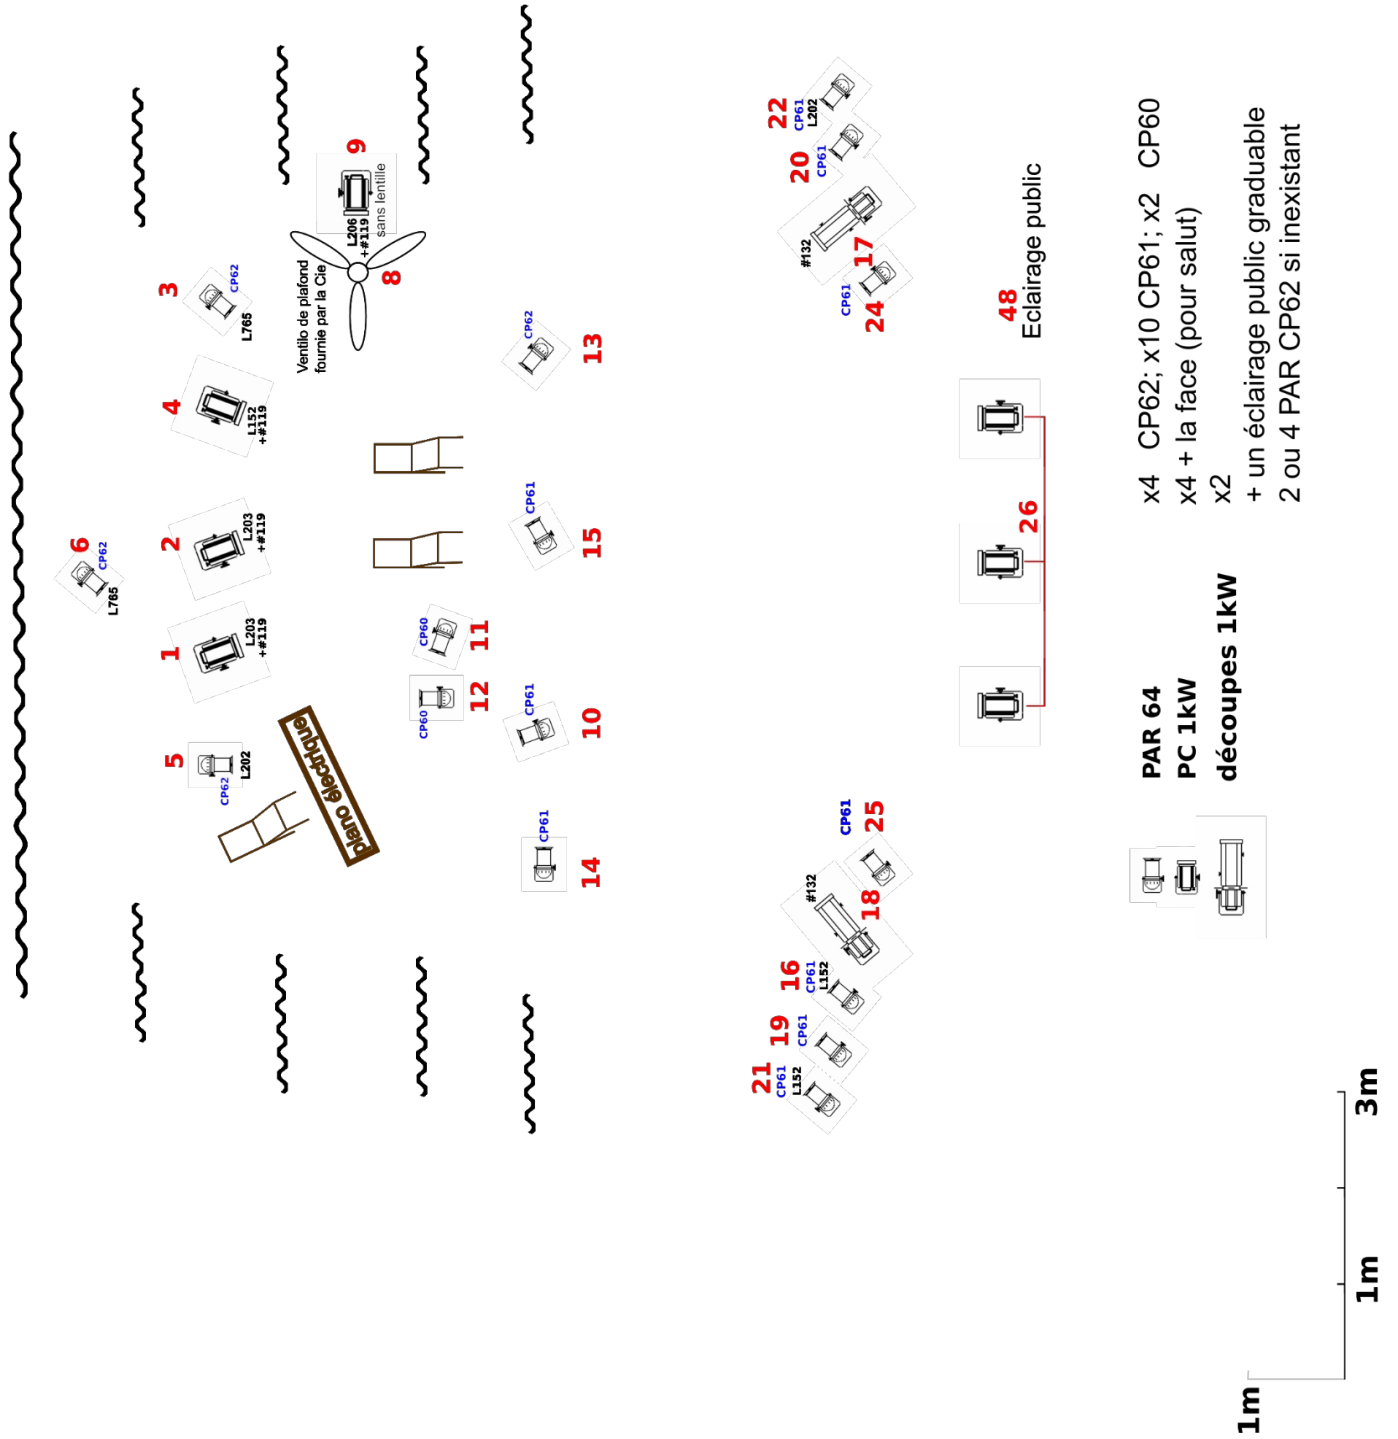 6
CP62
L765
3
CP62
L765
4
L152
+#119
2
L203
+#119
1
L203
+#119
5
CP62
L202
9
L206
+#119
sans lentille
Ventilo de plafond
fournie par la Cie
8
piano électrique
CP60
11
CP60
12
CP62
13
CP61
15
CP61
10
CP61
14
22
CP61
L202
20
CP61
#132
17
CP61
24
CP61
25
#132
18
16
CP61
L152
19
CP61
21
CP61
L152
48
Eclairage public
26
PAR 64 x4 CP62; x10 CP61; x2 CP60
PC 1kW x4 + la face (pour salut)
découpes 1kW x2
+ un éclairage public graduable
2 ou 4 PAR CP62 si inexistant
1m
1m
3m